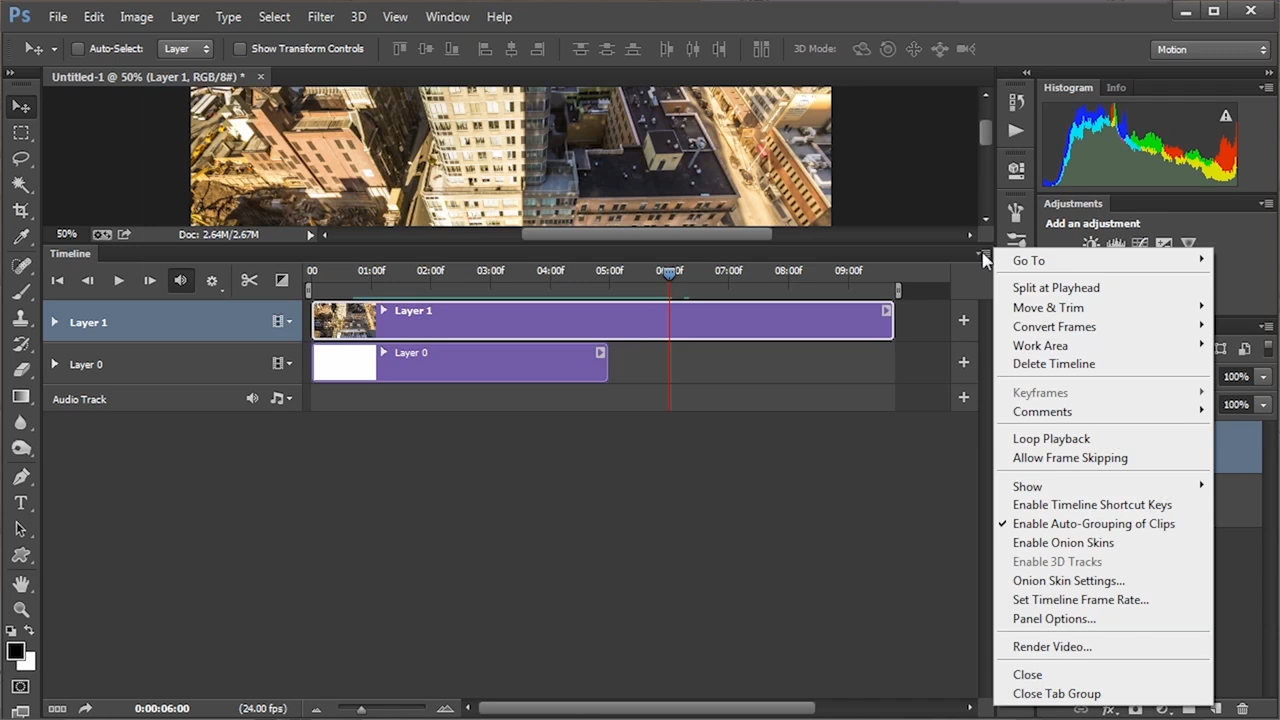 Ps File Edit Image Layer Type Select Filter 3D View Window Help
Auto-Select: Layer Show Transform Controls 3D Mode: Motion
Untitled-1 @ 50% (Layer 1, RGB/8#) *
Histogram Info
50% Doc: 2.64M/2.67M
Adjustments
Add an adjustment
Timeline
00 01:00f 02:00f 03:00f 04:00f 05:00f 06:00f 07:00f 08:00f 09:00f
Layer 1
Layer 1
Layer 0
Layer 0
Audio Track
Go To
Split at Playhead
Move & Trim
Convert Frames
Work Area
Delete Timeline
Keyframes
Comments
Loop Playback
Allow Frame Skipping
Show
Enable Timeline Shortcut Keys
Enable Auto-Grouping of Clips
Enable Onion Skins
Enable 3D Tracks
Onion Skin Settings...
Set Timeline Frame Rate...
Panel Options...
Render Video...
Close
Close Tab Group
100%
100%
0:00:06:00 (24.00 fps)